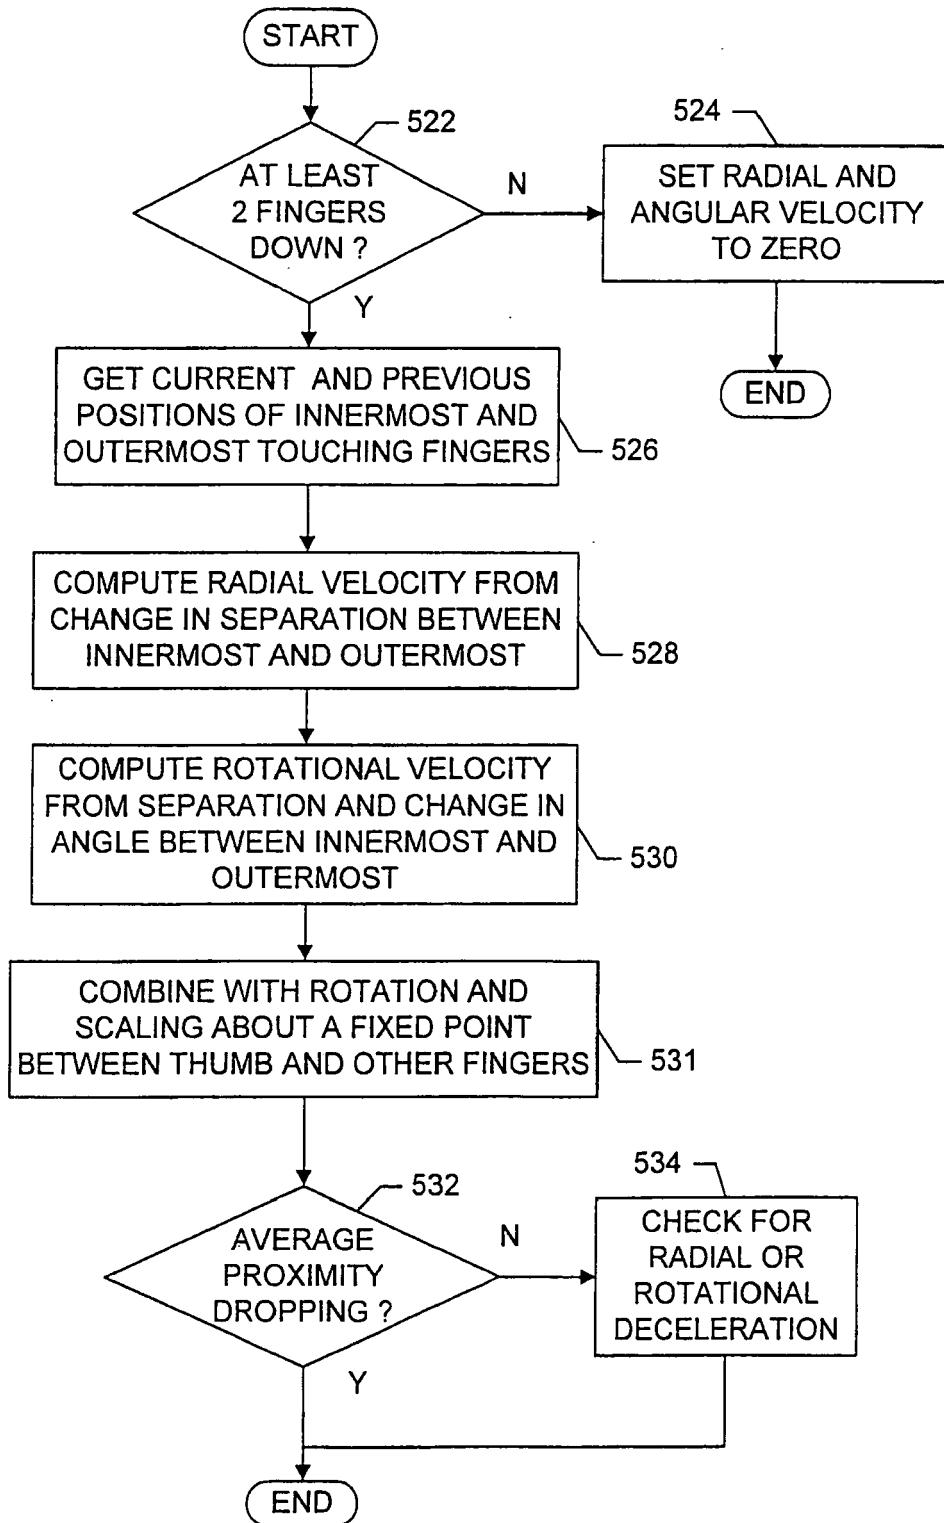 START
522
AT LEAST
2 FINGERS
DOWN ?
N
Y
524
SET RADIAL AND
ANGULAR VELOCITY
TO ZERO
END
GET CURRENT AND PREVIOUS
POSITIONS OF INNERMOST AND
OUTERMOST TOUCHING FINGERS
526
COMPUTE RADIAL VELOCITY FROM
CHANGE IN SEPARATION BETWEEN
INNERMOST AND OUTERMOST
528
COMPUTE ROTATIONAL VELOCITY
FROM SEPARATION AND CHANGE IN
ANGLE BETWEEN INNERMOST AND
OUTERMOST
530
COMBINE WITH ROTATION AND
SCALING ABOUT A FIXED POINT
BETWEEN THUMB AND OTHER FINGERS
531
532
AVERAGE
PROXIMITY
DROPPING ?
N
Y
534
CHECK FOR
RADIAL OR
ROTATIONAL
DECELERATION
END